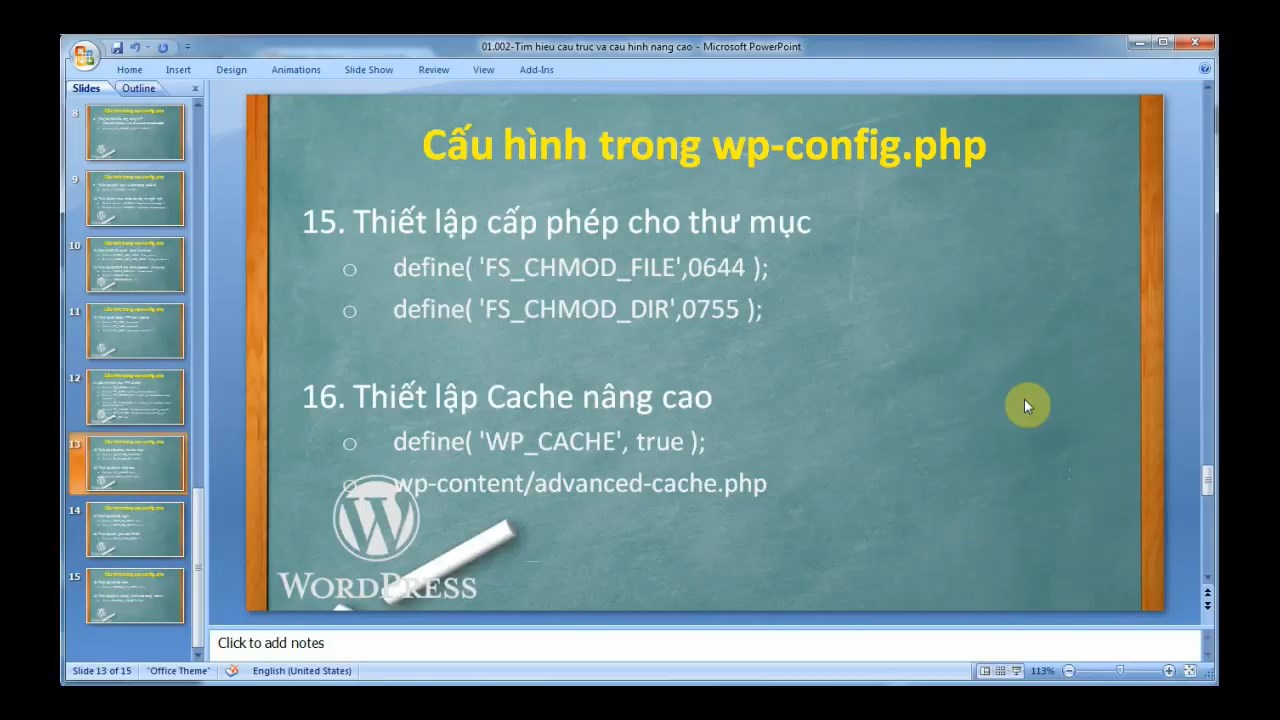 01.002-Tim hieu cau truc va cau hinh nang cao - Microsoft PowerPoint
Home Insert Design Animations Slide Show Review View Add-Ins
Slides Outline
8
9
10
11
12
13
14
15
Cấu hình trong wp-config.php
15. Thiết lập cấp phép cho thư mục
o define( 'FS_CHMOD_FILE',0644 );
o define( 'FS_CHMOD_DIR',0755 );
16. Thiết lập Cache nâng cao
o define( 'WP_CACHE', true );
o wp-content/advanced-cache.php
WORDPRESS
Click to add notes
Slide 13 of 15 "Office Theme" English (United States) 113%